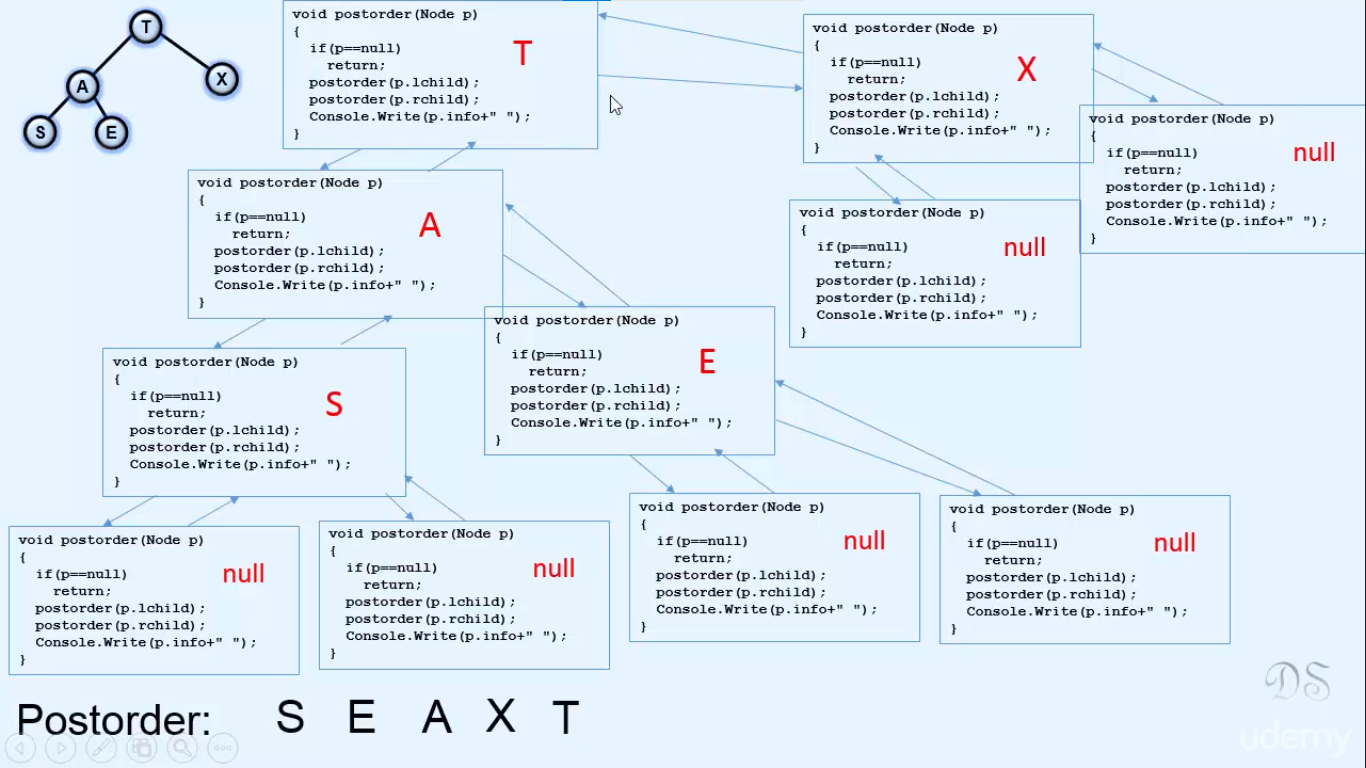 T
A
X
S
E
void postorder(Node p)
{
if(p==null)
return;
postorder(p.lchild);
postorder(p.rchild);
Console.Write(p.info+" ");
}
T
void postorder(Node p)
{
if(p==null)
return;
postorder(p.lchild);
postorder(p.rchild);
Console.Write(p.info+" ");
}
X
void postorder(Node p)
{
if(p==null)
return;
postorder(p.lchild);
postorder(p.rchild);
Console.Write(p.info+" ");
}
null
void postorder(Node p)
{
if(p==null)
return;
postorder(p.lchild);
postorder(p.rchild);
Console.Write(p.info+" ");
}
A
void postorder(Node p)
{
if(p==null)
return;
postorder(p.lchild);
postorder(p.rchild);
Console.Write(p.info+" ");
}
null
void postorder(Node p)
{
if(p==null)
return;
postorder(p.lchild);
postorder(p.rchild);
Console.Write(p.info+" ");
}
E
void postorder(Node p)
{
if(p==null)
return;
postorder(p.lchild);
postorder(p.rchild);
Console.Write(p.info+" ");
}
S
void postorder(Node p)
{
if(p==null)
return;
postorder(p.lchild);
postorder(p.rchild);
Console.Write(p.info+" ");
}
null
void postorder(Node p)
{
if(p==null)
return;
postorder(p.lchild);
postorder(p.rchild);
Console.Write(p.info+" ");
}
null
void postorder(Node p)
{
if(p==null)
return;
postorder(p.lchild);
postorder(p.rchild);
Console.Write(p.info+" ");
}
null
void postorder(Node p)
{
if(p==null)
return;
postorder(p.lchild);
postorder(p.rchild);
Console.Write(p.info+" ");
}
null
Postorder: S E A X T
DS
udemy